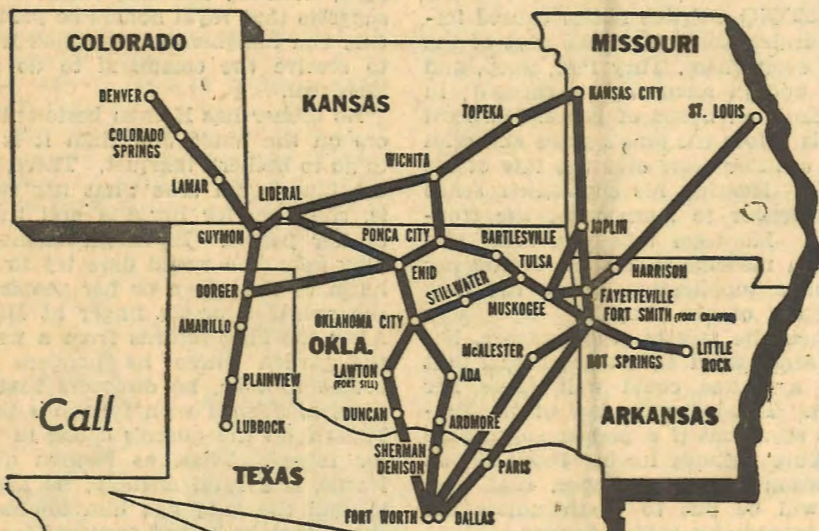 COLORADO
MISSOURI
DENVER
KANSAS
KANSAS CITY
ST. LOUIS
TOPEKA
COLORADO
SPRINGS
WICHITA
LAMAR
LIBERAL
GUYMON
PONCA CITY
BARTLESVILLE
JOPLIN
ENID
TULSA
HARRISON
BORGER
STILLWATER
MUSKOGEE
FAYETTEVILLE
FORT SMITH (FORT CHAFFEE)
AMARILLO
OKLAHOMA CITY
OKLA.
McALESTER
HOT SPRINGS
LITTLE
ROCK
LAWTON
(FORT SILL)
ADA
PLAINVIEW
DUNCAN
ARDMORE
ARKANSAS
Call
LUBBOCK
SHERMAN
DENISON
PARIS
TEXAS
FORT WORTH
DALLAS